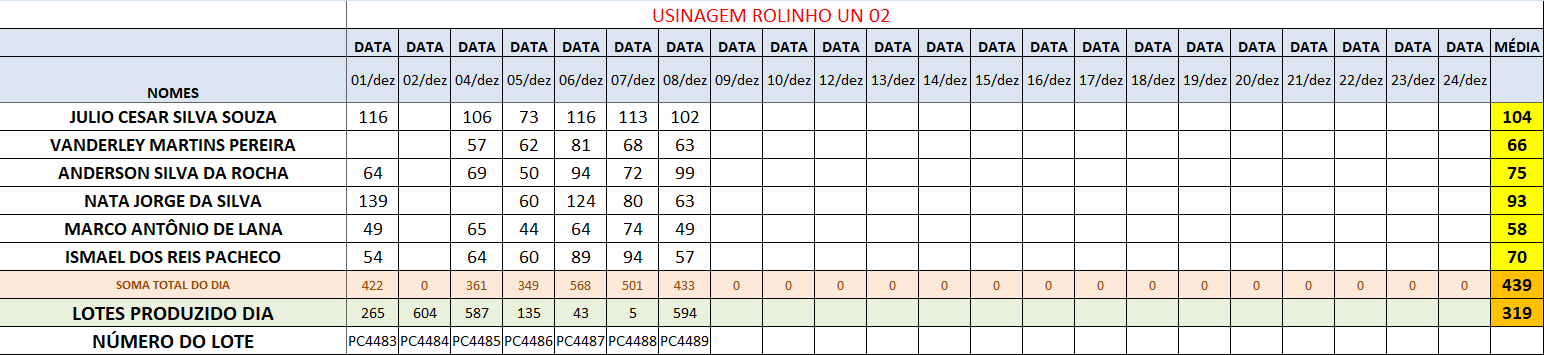 USINAGEM ROLINHO UN 02
DATA DATA DATA DATA DATA DATA DATA DATA DATA DATA DATA DATA DATA DATA DATA DATA DATA DATA DATA DATA DATA DATA MÉDIA
NOMES 01/dez 02/dez 04/dez 05/dez 06/dez 07/dez 08/dez 09/dez 10/dez 12/dez 13/dez 14/dez 15/dez 16/dez 17/dez 18/dez 19/dez 20/dez 21/dez 22/dez 23/dez 24/dez
JULIO CESAR SILVA SOUZA 116 106 73 116 113 102 104
VANDERLEY MARTINS PEREIRA 57 62 81 68 63 66
ANDERSON SILVA DA ROCHA 64 69 50 94 72 99 75
NATA JORGE DA SILVA 139 60 124 80 63 93
MARCO ANTÔNIO DE LANA 49 65 44 64 74 49 58
ISMAEL DOS REIS PACHECO 54 64 60 89 94 57 70
SOMA TOTAL DO DIA 422 0 361 349 568 501 433 0 0 0 0 0 0 0 0 0 0 0 0 0 0 0 439
LOTES PRODUZIDO DIA 265 604 587 135 43 5 594 319
NÚMERO DO LOTE PC4483 PC4484 PC4485 PC4486 PC4487 PC4488 PC4489